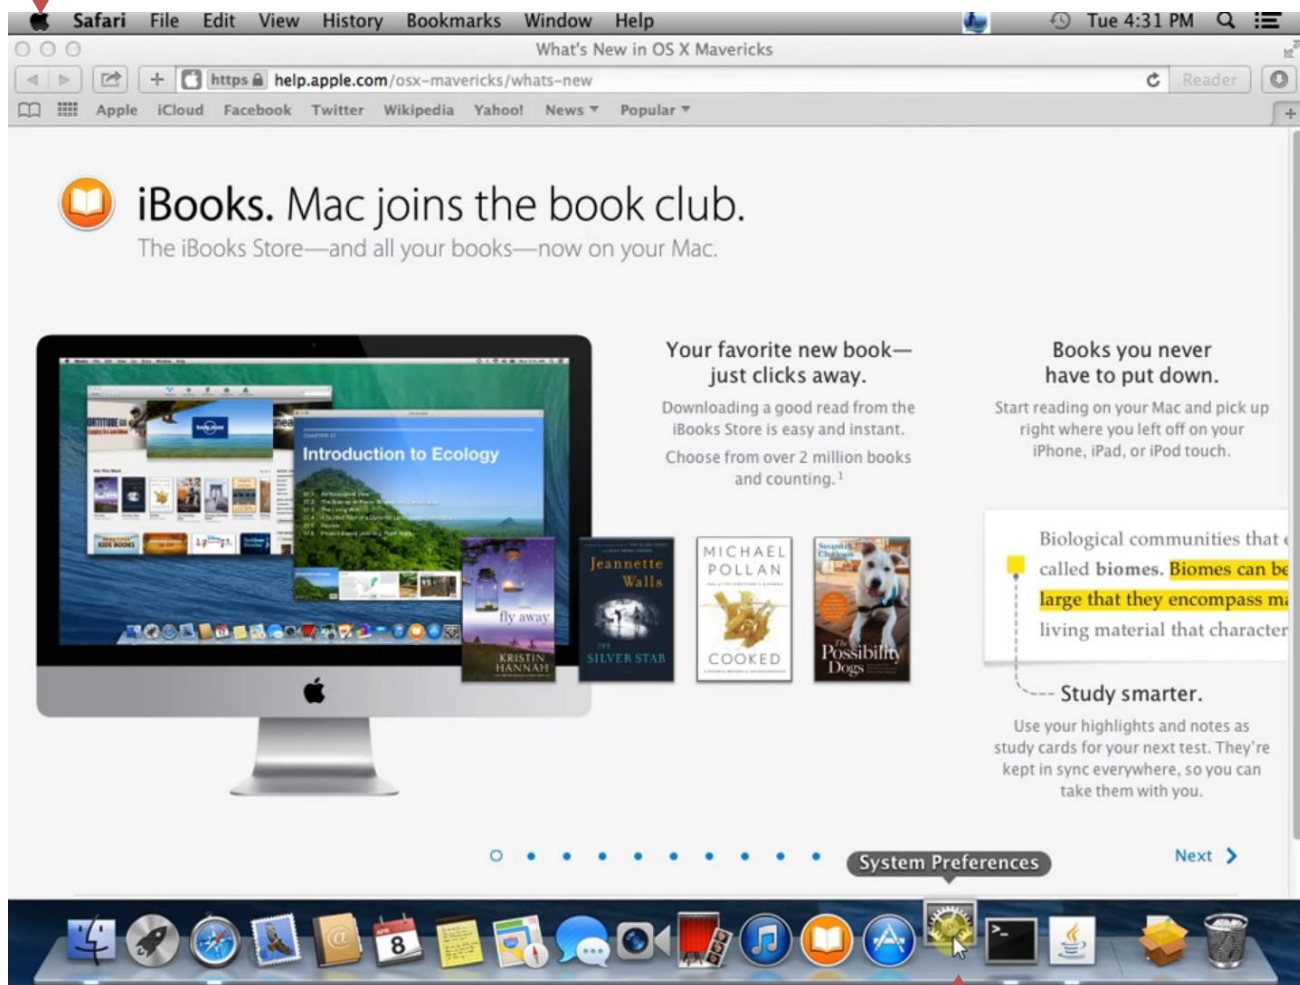 Safari File Edit View History Bookmarks Window Help Tue 4:31 PM
What's New in OS X Mavericks
https help.apple.com/osx-mavericks/whats-new Reader
Apple iCloud Facebook Twitter Wikipedia Yahoo! News Popular
iBooks. Mac joins the book club.
The iBooks Store—and all your books—now on your Mac.
Introduction to Ecology
Your favorite new book—
just clicks away.
Downloading a good read from the
iBooks Store is easy and instant.
Choose from over 2 million books
and counting.1
Books you never
have to put down.
Start reading on your Mac and pick up
right where you left off on your
iPhone, iPad, or iPod touch.
fly away
KRISTIN
HANNAH
Jeannette
Walls
THE
SILVER STAR
MICHAEL
POLLAN
COOKED
The
Possibility
Dogs
Biological communities that
called biomes. Biomes can be
large that they encompass
living material that
Study smarter.
Use your highlights and notes as
study cards for your next test. They're
kept in sync everywhere, so you can
take them with you.
System Preferences
Next
APR
8